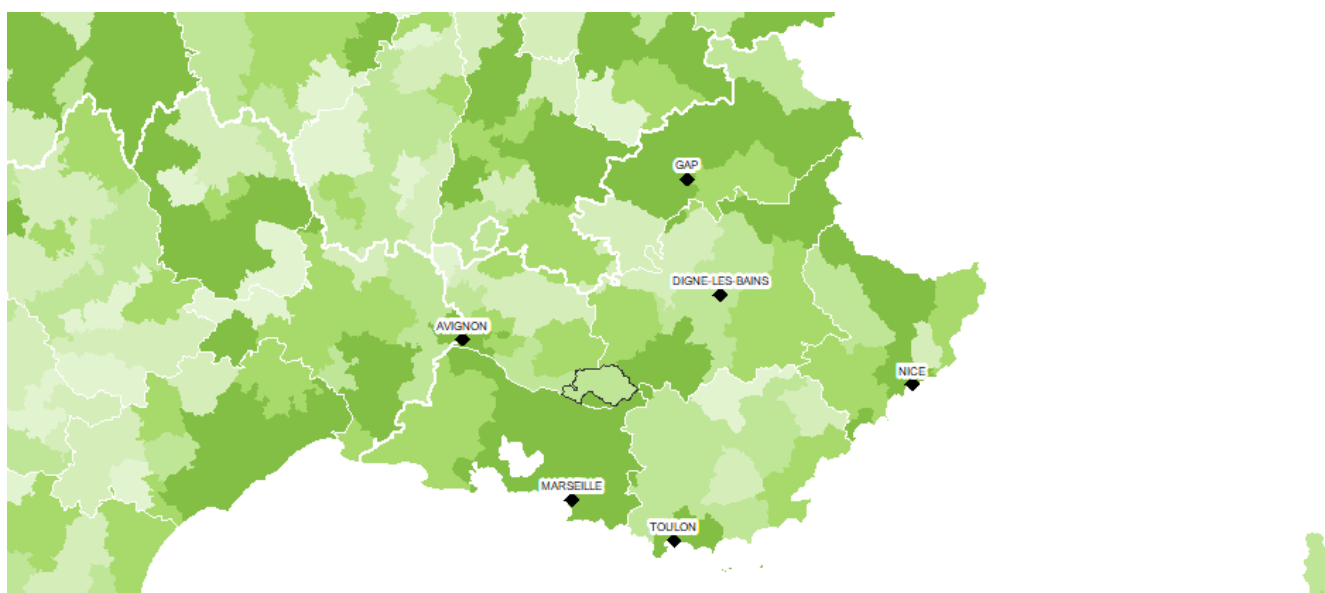 GAP
DIGNE-LES-BAINS
AVIGNON
NICE
MARSEILLE
TOULON